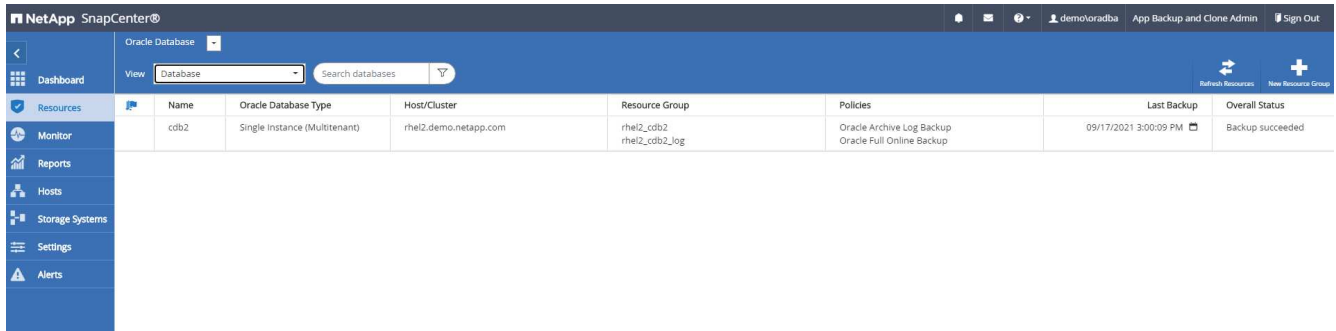 NetApp SnapCenter®
demo\oradba App Backup and Clone Admin Sign Out
Oracle Database
Dashboard
View Database Search databases
Refresh Resources New Resource Group
Resources
Name Oracle Database Type Host/Cluster Resource Group Policies Last Backup Overall Status
cdb2 Single Instance (Multitenant) rhel2.demo.netapp.com rhel2_cdb2 Oracle Archive Log Backup 09/17/2021 3:00:09 PM Backup succeeded
rhel2_cdb2_log Oracle Full Online Backup
Monitor
Reports
Hosts
Storage Systems
Settings
Alerts